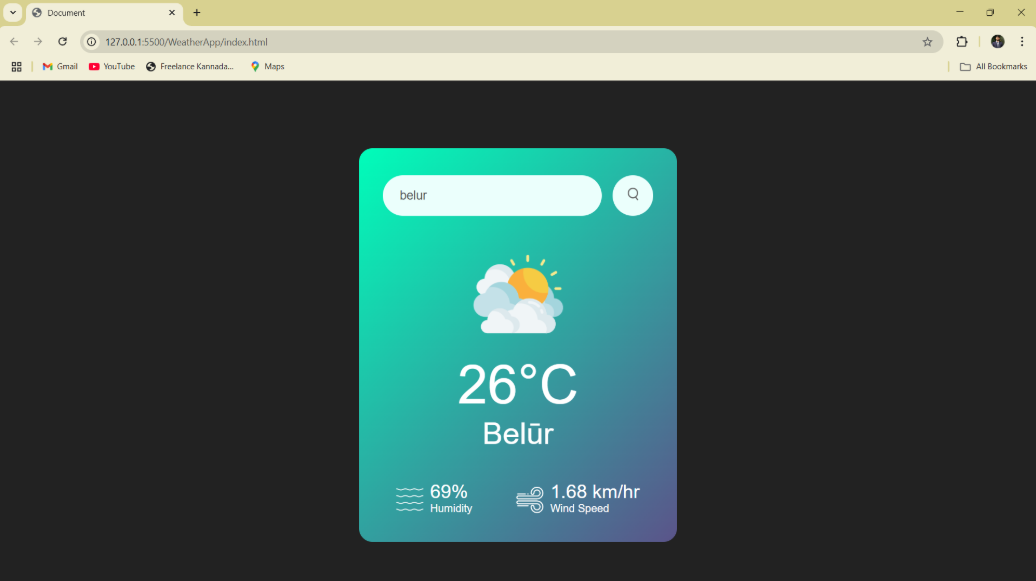 Document
127.0.0.1:5500/WeatherApp/index.html
Gmail YouTube Freelance Kannada... Maps All Bookmarks
belur
26°C
Belūr
69% 1.68 km/hr
Humidity Wind Speed